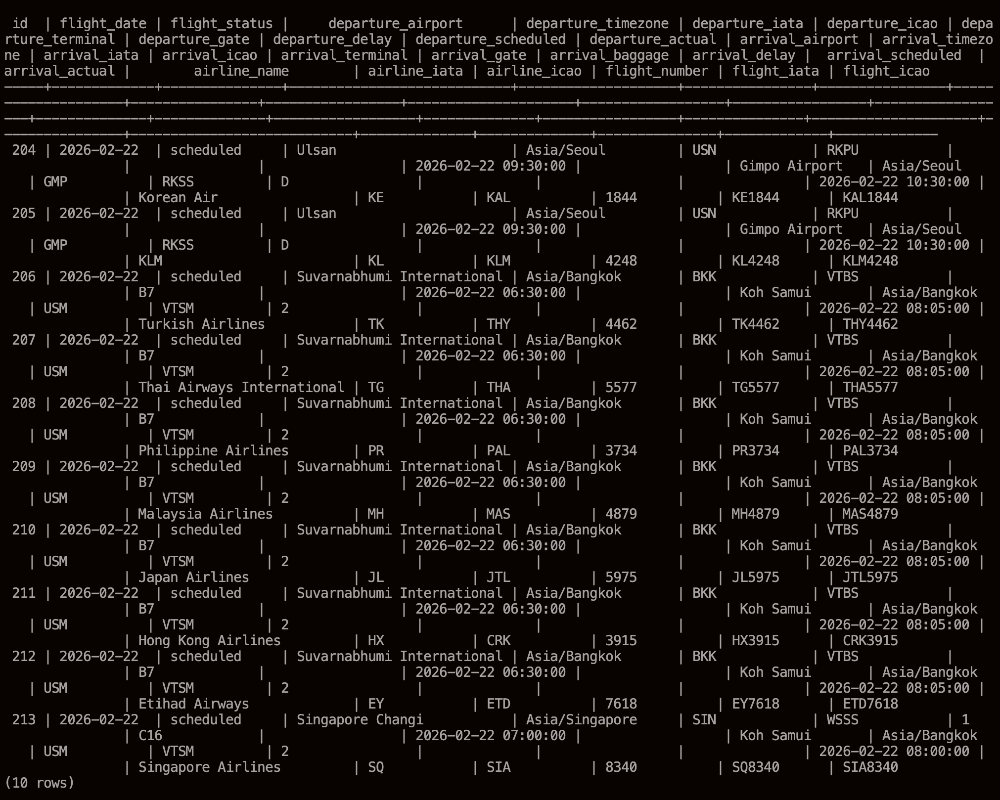 id  | flight_date | flight_status |     departure_airport      | departure_timezone | departure_iata | departure_icao | depa
rture_terminal | departure_gate | departure_delay | departure_scheduled | departure_actual | arrival_airport | arrival_timezo
ne | arrival_iata | arrival_icao | arrival_terminal | arrival_gate | arrival_baggage | arrival_delay |  arrival_scheduled  |
arrival_actual |        airline_name        | airline_iata | airline_icao | flight_number | flight_iata | flight_icao
-----+-------------+---------------+----------------------------+--------------------+----------------+----------------+-----
---------------+----------------+-----------------+---------------------+------------------+-----------------+---------------
---+--------------+--------------+------------------+--------------+-----------------+---------------+---------------------+-
---------------+----------------------------+--------------+--------------+---------------+-------------+-------------
 204 | 2026-02-22  | scheduled     | Ulsan                      | Asia/Seoul         | USN            | RKPU           |
               |                |                 | 2026-02-22 09:30:00 |                  | Gimpo Airport   | Asia/Seoul
   | GMP          | RKSS         | D                |              |                 |               | 2026-02-22 10:30:00 |
               | Korean Air                 | KE           | KAL          | 1844          | KE1844      | KAL1844
 205 | 2026-02-22  | scheduled     | Ulsan                      | Asia/Seoul         | USN            | RKPU           |
               |                |                 | 2026-02-22 09:30:00 |                  | Gimpo Airport   | Asia/Seoul
   | GMP          | RKSS         | D                |              |                 |               | 2026-02-22 10:30:00 |
               | KLM                        | KL           | KLM          | 4248          | KL4248      | KLM4248
 206 | 2026-02-22  | scheduled     | Suvarnabhumi International | Asia/Bangkok       | BKK            | VTBS           |
               | B7             |                 | 2026-02-22 06:30:00 |                  | Koh Samui       | Asia/Bangkok
   | USM          | VTSM         | 2                |              |                 |               | 2026-02-22 08:05:00 |
               | Turkish Airlines           | TK           | THY          | 4462          | TK4462      | THY4462
 207 | 2026-02-22  | scheduled     | Suvarnabhumi International | Asia/Bangkok       | BKK            | VTBS           |
               | B7             |                 | 2026-02-22 06:30:00 |                  | Koh Samui       | Asia/Bangkok
   | USM          | VTSM         | 2                |              |                 |               | 2026-02-22 08:05:00 |
               | Thai Airways International | TG           | THA          | 5577          | TG5577      | THA5577
 208 | 2026-02-22  | scheduled     | Suvarnabhumi International | Asia/Bangkok       | BKK            | VTBS           |
               | B7             |                 | 2026-02-22 06:30:00 |                  | Koh Samui       | Asia/Bangkok
   | USM          | VTSM         | 2                |              |                 |               | 2026-02-22 08:05:00 |
               | Philippine Airlines        | PR           | PAL          | 3734          | PR3734      | PAL3734
 209 | 2026-02-22  | scheduled     | Suvarnabhumi International | Asia/Bangkok       | BKK            | VTBS           |
               | B7             |                 | 2026-02-22 06:30:00 |                  | Koh Samui       | Asia/Bangkok
   | USM          | VTSM         | 2                |              |                 |               | 2026-02-22 08:05:00 |
               | Malaysia Airlines          | MH           | MAS          | 4879          | MH4879      | MAS4879
 210 | 2026-02-22  | scheduled     | Suvarnabhumi International | Asia/Bangkok       | BKK            | VTBS           |
               | B7             |                 | 2026-02-22 06:30:00 |                  | Koh Samui       | Asia/Bangkok
   | USM          | VTSM         | 2                |              |                 |               | 2026-02-22 08:05:00 |
               | Japan Airlines             | JL           | JTL          | 5975          | JL5975      | JTL5975
 211 | 2026-02-22  | scheduled     | Suvarnabhumi International | Asia/Bangkok       | BKK            | VTBS           |
               | B7             |                 | 2026-02-22 06:30:00 |                  | Koh Samui       | Asia/Bangkok
   | USM          | VTSM         | 2                |              |                 |               | 2026-02-22 08:05:00 |
               | Hong Kong Airlines         | HX           | CRK          | 3915          | HX3915      | CRK3915
 212 | 2026-02-22  | scheduled     | Suvarnabhumi International | Asia/Bangkok       | BKK            | VTBS           |
               | B7             |                 | 2026-02-22 06:30:00 |                  | Koh Samui       | Asia/Bangkok
   | USM          | VTSM         | 2                |              |                 |               | 2026-02-22 08:05:00 |
               | Etihad Airways             | EY           | ETD          | 7618          | EY7618      | ETD7618
 213 | 2026-02-22  | scheduled     | Singapore Changi           | Asia/Singapore     | SIN            | WSSS           | 1
               | C16            |                 | 2026-02-22 07:00:00 |                  | Koh Samui       | Asia/Bangkok
   | USM          | VTSM         | 2                |              |                 |               | 2026-02-22 08:00:00 |
               | Singapore Airlines         | SQ           | SIA          | 8340          | SQ8340      | SIA8340
(10 rows)